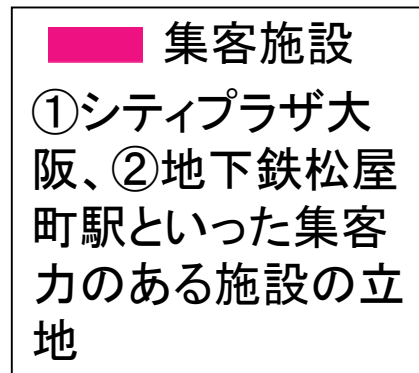 集客施設
①シティプラザ大
阪、②地下鉄松屋
町駅といった集客
力のある施設の立
地